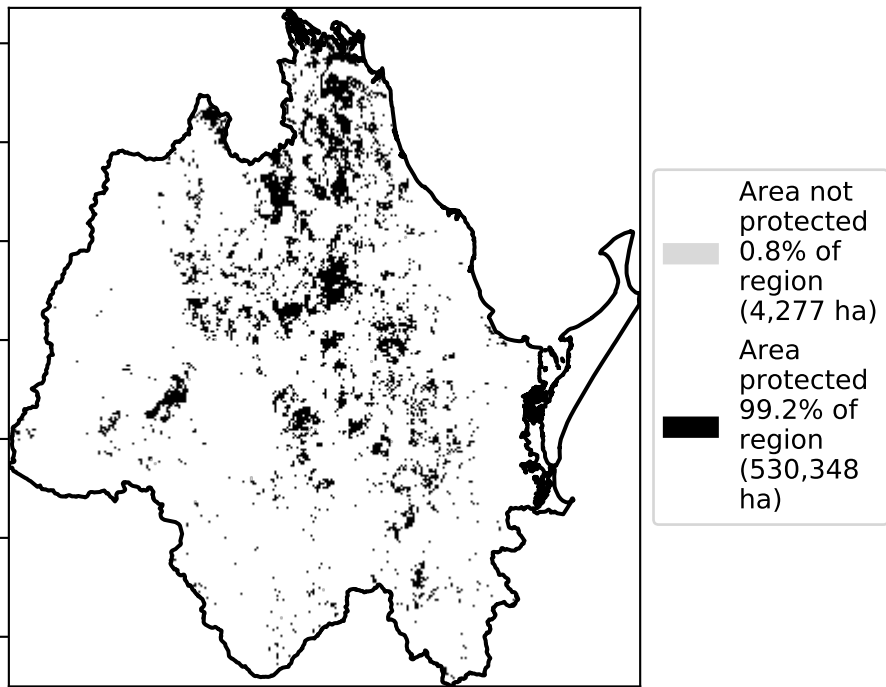 Area not
protected
0.8% of
region
(4,277 ha)
Area
protected
99.2% of
region
(530,348
ha)